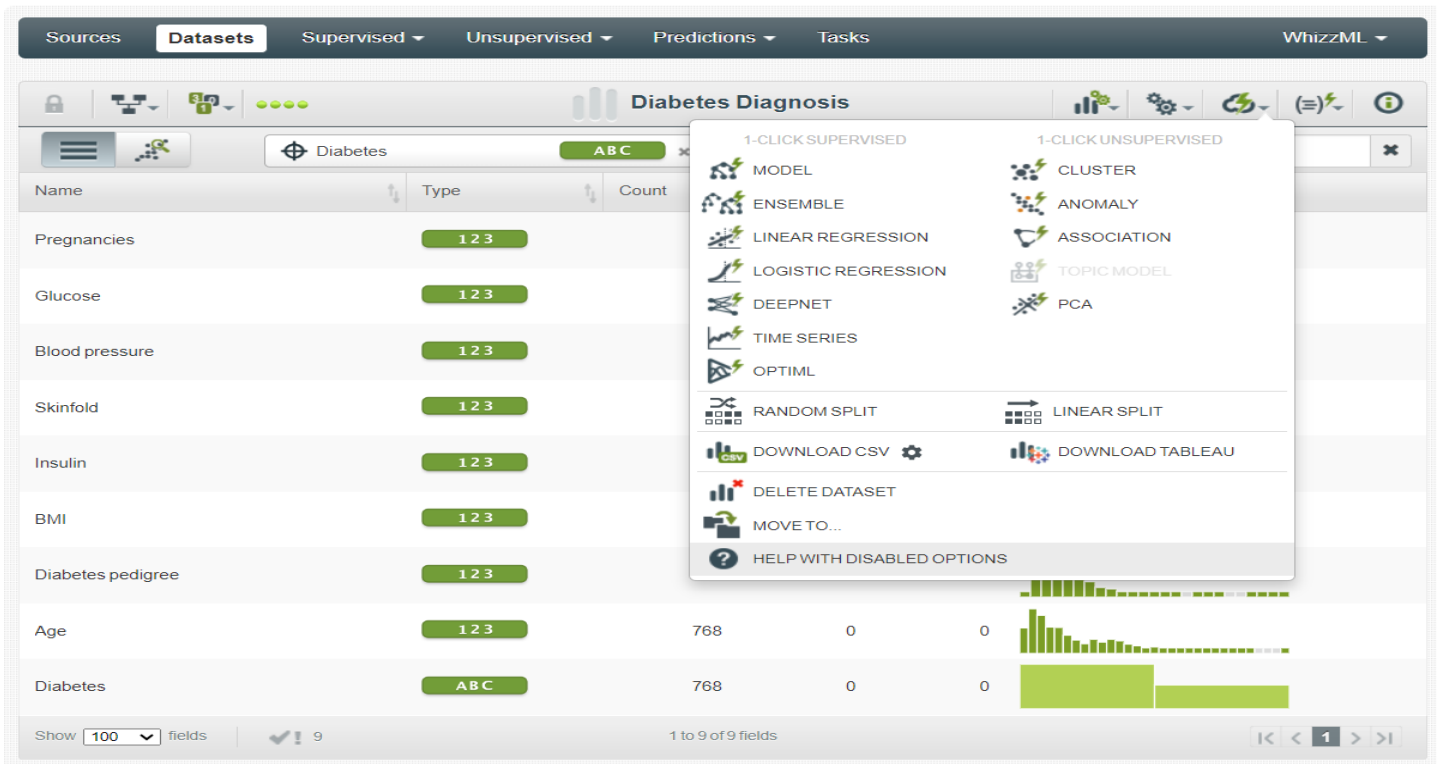 Sources Datasets Supervised Unsupervised Predictions Tasks WhizzML
Diabetes Diagnosis
Diabetes ABC
Name Type Count
Pregnancies 123
Glucose 123
Blood pressure 123
Skinfold 123
Insulin 123
BMI 123
Diabetes pedigree 123
Age 123 768 0 0
Diabetes ABC 768 0 0
1-CLICK SUPERVISED 1-CLICK UNSUPERVISED
MODEL CLUSTER
ENSEMBLE ANOMALY
LINEAR REGRESSION ASSOCIATION
LOGISTIC REGRESSION TOPIC MODEL
DEEPNET PCA
TIME SERIES
OPTIML
RANDOM SPLIT LINEAR SPLIT
CSV DOWNLOAD CSV DOWNLOAD TABLEAU
DELETE DATASET
MOVE TO...
HELP WITH DISABLED OPTIONS
Show 100 fields 9 1 to 9 of 9 fields 1